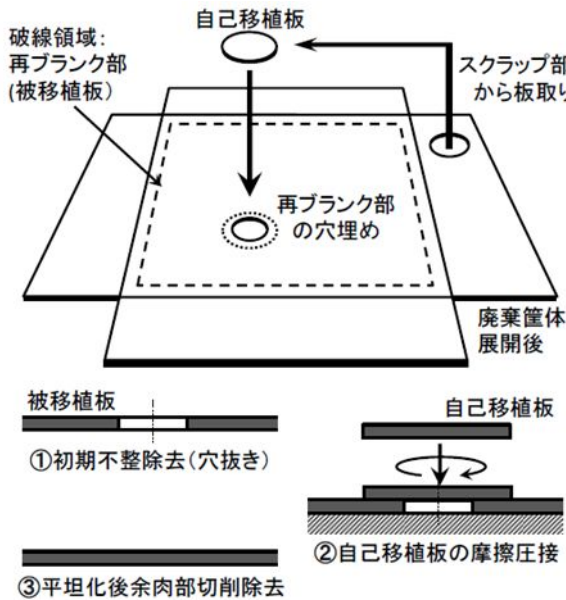 自己移植板
破線領域:
再ブランク部
(被移植板)
スクラップ部
から板取り
再ブランク部
の穴埋め
廃棄筐体
展開後
被移植板
①初期不整除去(穴抜き)
自己移植板
②自己移植板の摩擦圧接
③平坦化後余肉部切削除去